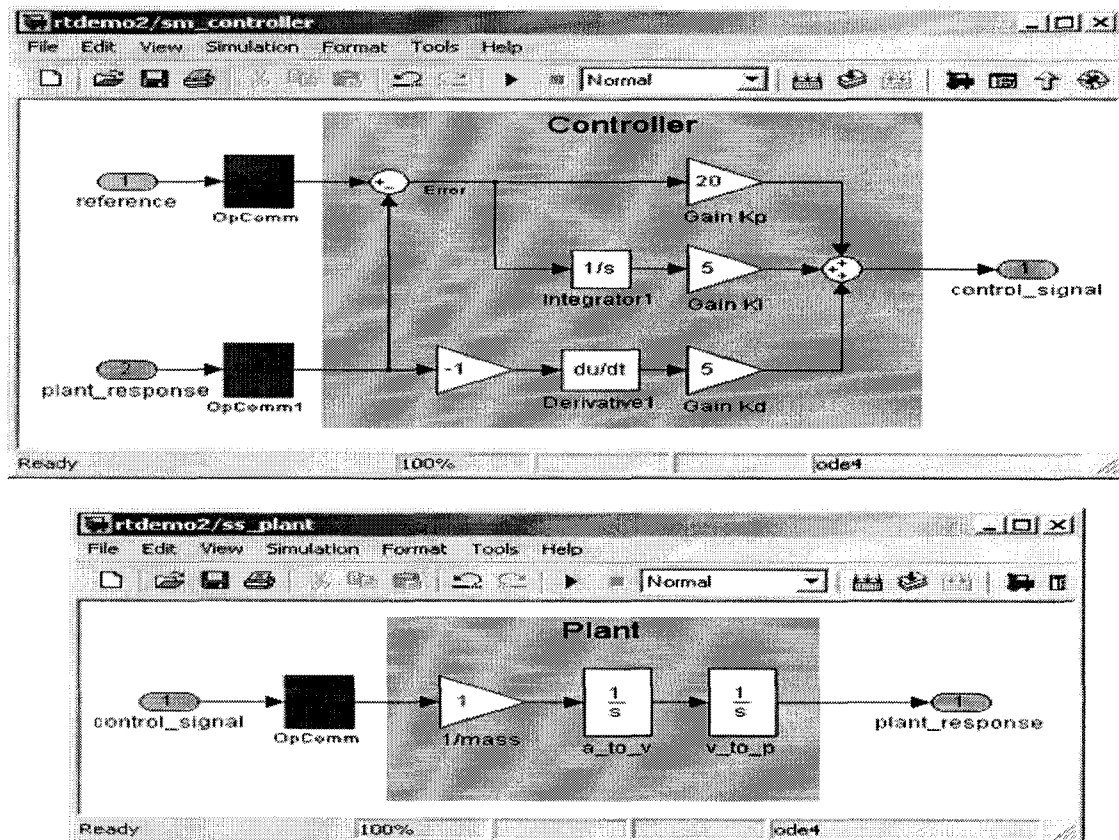 rtdemo2/sm_controller
File Edit View Simulation Format Tools Help
Normal
Controller
1
reference
OpComm
+-
Error
20
Gain Kp
1/s
Integrator1
5
Gain KI
+
+
+
1
control_signal
2
plant_response
OpComm1
-1
du/dt
Derivative1
5
Gain Kd
Ready 100% ode4
rtdemo2/ss_plant
File Edit View Simulation Format Tools Help
Normal
Plant
1
control_signal
OpComm
1
1/mass
1
s
a_to_v
1
s
v_to_p
1
plant_response
Ready 100% ode4